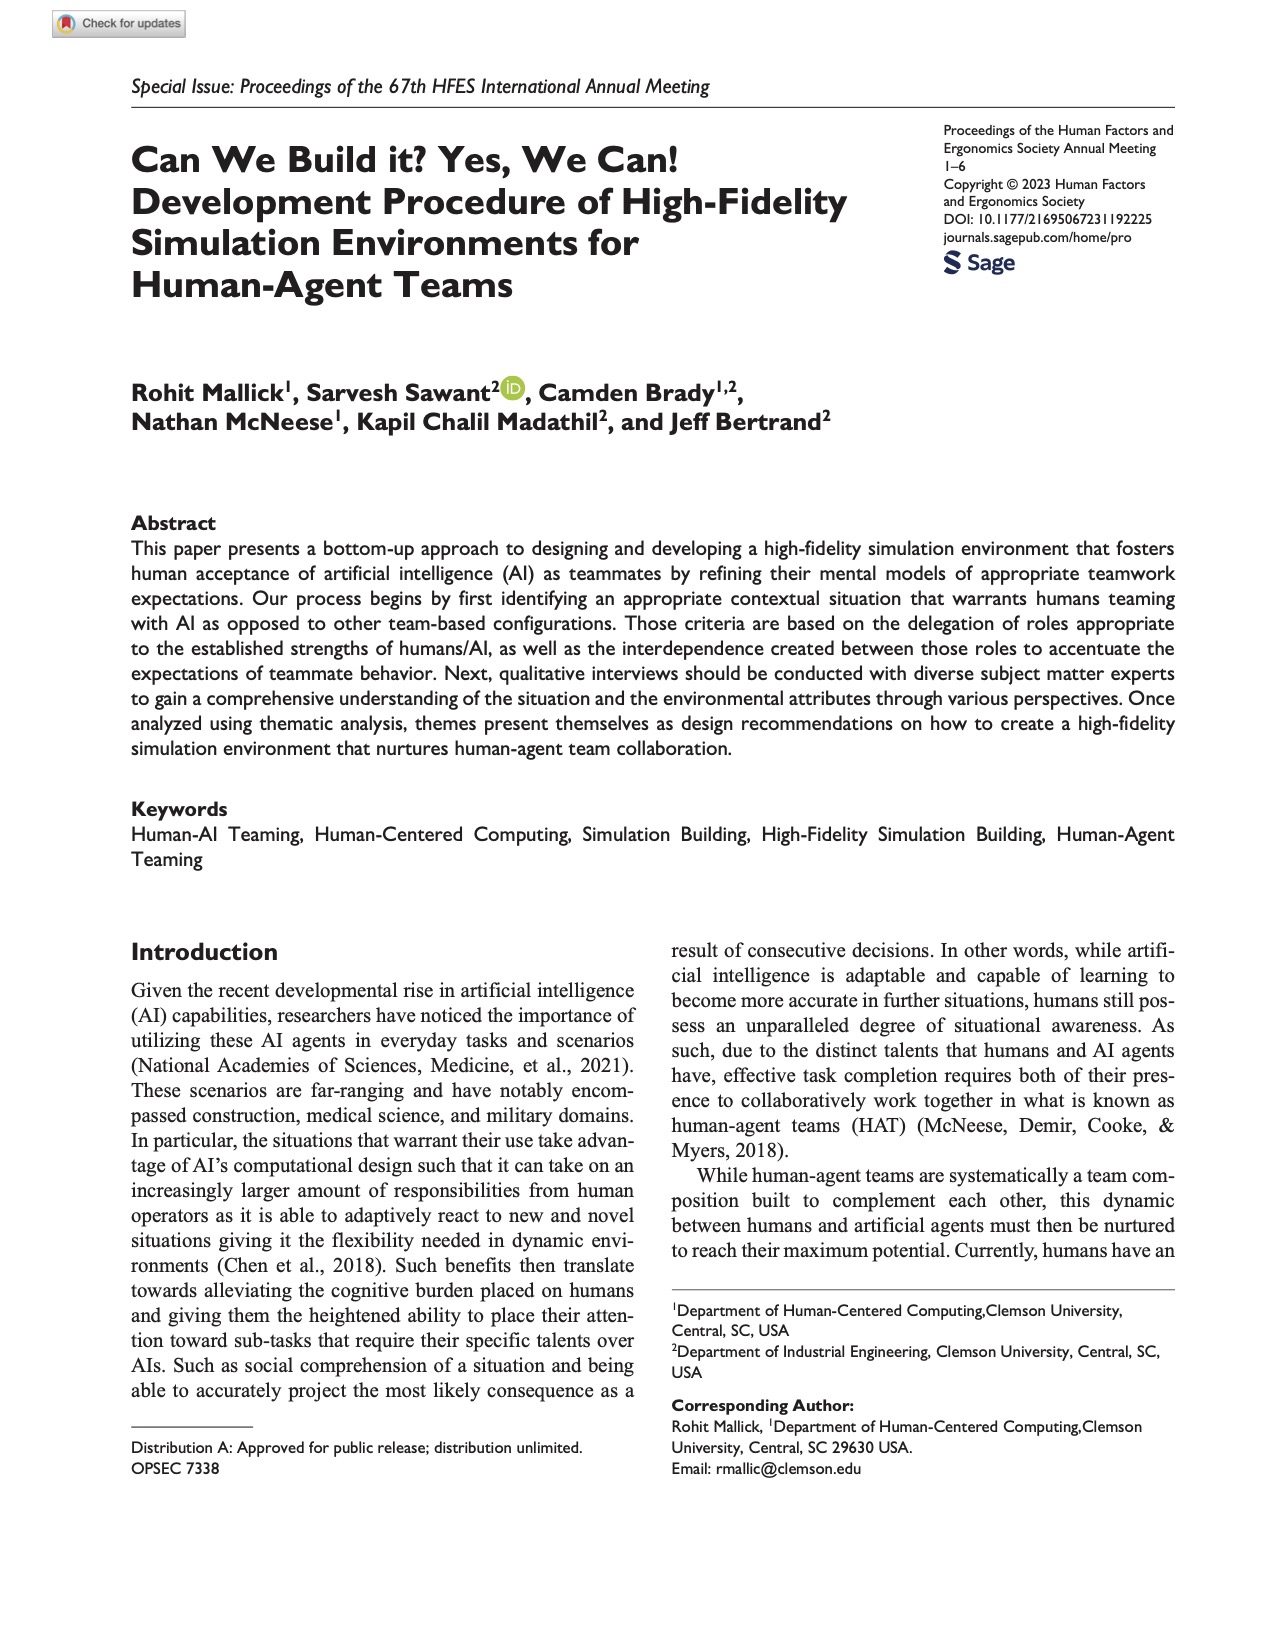 Check for updates
Special Issue: Proceedings of the 67th HFES International Annual Meeting
Can We Build it? Yes, We Can!
Development Procedure of High-Fidelity
Simulation Environments for
Human-Agent Teams
Proceedings of the Human Factors and
Ergonomics Society Annual Meeting
1–6
Copyright © 2023 Human Factors
and Ergonomics Society
DOI: 10.1177/21695067231192225
journals.sagepub.com/home/pro
Sage
Rohit Mallick¹, Sarvesh Sawant² iD, Camden Brady¹,²,
Nathan McNeese¹, Kapil Chalil Madathil², and Jeff Bertrand²
Abstract
This paper presents a bottom-up approach to designing and developing a high-fidelity simulation environment that fosters
human acceptance of artificial intelligence (AI) as teammates by refining their mental models of appropriate teamwork
expectations. Our process begins by first identifying an appropriate contextual situation that warrants humans teaming
with AI as opposed to other team-based configurations. Those criteria are based on the delegation of roles appropriate
to the established strengths of humans/AI, as well as the interdependence created between those roles to accentuate the
expectations of teammate behavior. Next, qualitative interviews should be conducted with diverse subject matter experts
to gain a comprehensive understanding of the situation and the environmental attributes through various perspectives. Once
analyzed using thematic analysis, themes present themselves as design recommendations on how to create a high-fidelity
simulation environment that nurtures human-agent team collaboration.
Keywords
Human-AI Teaming, Human-Centered Computing, Simulation Building, High-Fidelity Simulation Building, Human-Agent
Teaming
Introduction
Given the recent developmental rise in artificial intelligence
(AI) capabilities, researchers have noticed the importance of
utilizing these AI agents in everyday tasks and scenarios
(National Academies of Sciences, Medicine, et al., 2021).
These scenarios are far-ranging and have notably encom-
passed construction, medical science, and military domains.
In particular, the situations that warrant their use take advan-
tage of AI’s computational design such that it can take on an
increasingly larger amount of responsibilities from human
operators as it is able to adaptively react to new and novel
situations giving it the flexibility needed in dynamic envi-
ronments (Chen et al., 2018). Such benefits then translate
towards alleviating the cognitive burden placed on humans
and giving them the heightened ability to place their atten-
tion toward sub-tasks that require their specific talents over
AIs. Such as social comprehension of a situation and being
able to accurately project the most likely consequence as a
Distribution A: Approved for public release; distribution unlimited.
OPSEC 7338
result of consecutive decisions. In other words, while artifi-
cial intelligence is adaptable and capable of learning to
become more accurate in further situations, humans still pos-
sess an unparalleled degree of situational awareness. As
such, due to the distinct talents that humans and AI agents
have, effective task completion requires both of their pres-
ence to collaboratively work together in what is known as
human-agent teams (HAT) (McNeese, Demir, Cooke, &
Myers, 2018).
While human-agent teams are systematically a team com-
position built to complement each other, this dynamic
between humans and artificial agents must then be nurtured
to reach their maximum potential. Currently, humans have an
¹Department of Human-Centered Computing,Clemson University,
Central, SC, USA
²Department of Industrial Engineering, Clemson University, Central, SC,
USA
Corresponding Author:
Rohit Mallick, ¹Department of Human-Centered Computing,Clemson
University, Central, SC 29630 USA.
Email: rmallic@clemson.edu